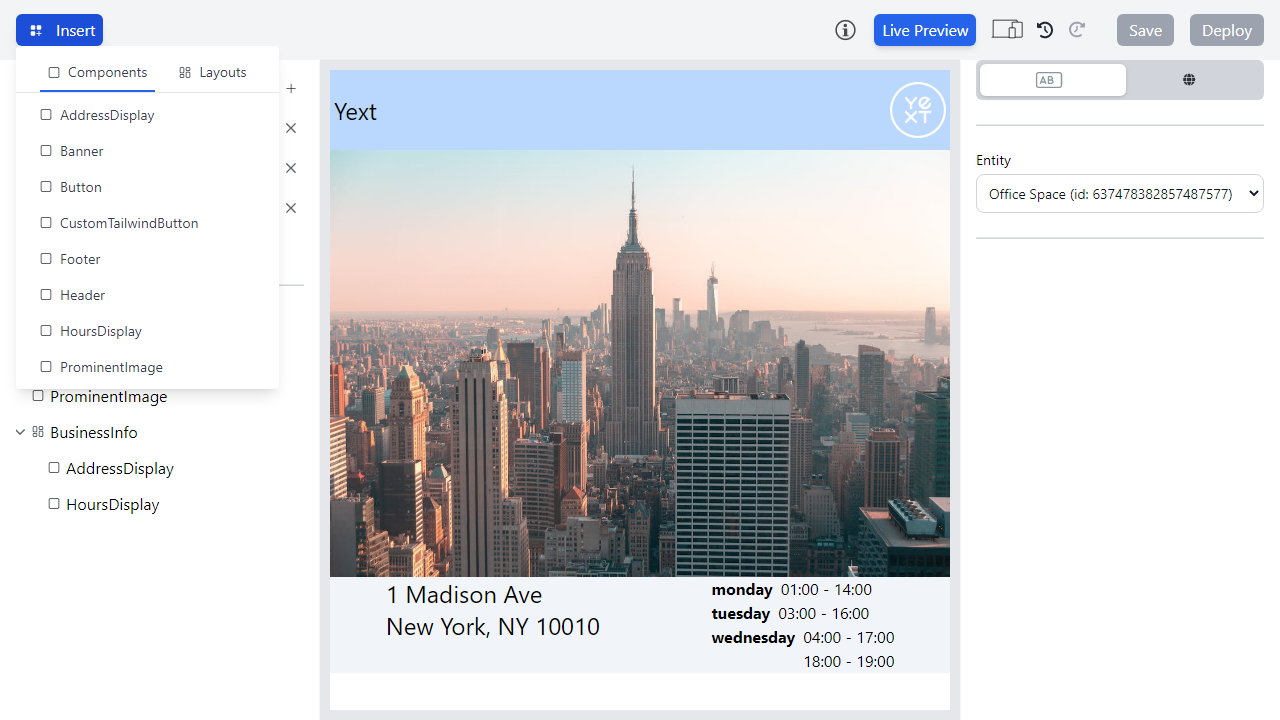 Insert
Live Preview
Save
Deploy
Components
Layouts
AddressDisplay
Banner
Button
CustomTailwindButton
Footer
Header
HoursDisplay
ProminentImage
ProminentImage
BusinessInfo
AddressDisplay
HoursDisplay
Yext
YEXT
1 Madison Ave
New York, NY 10010
monday 01:00 - 14:00
tuesday 03:00 - 16:00
wednesday 04:00 - 17:00
18:00 - 19:00
AB
Entity
Office Space (id: 637478382857487577)